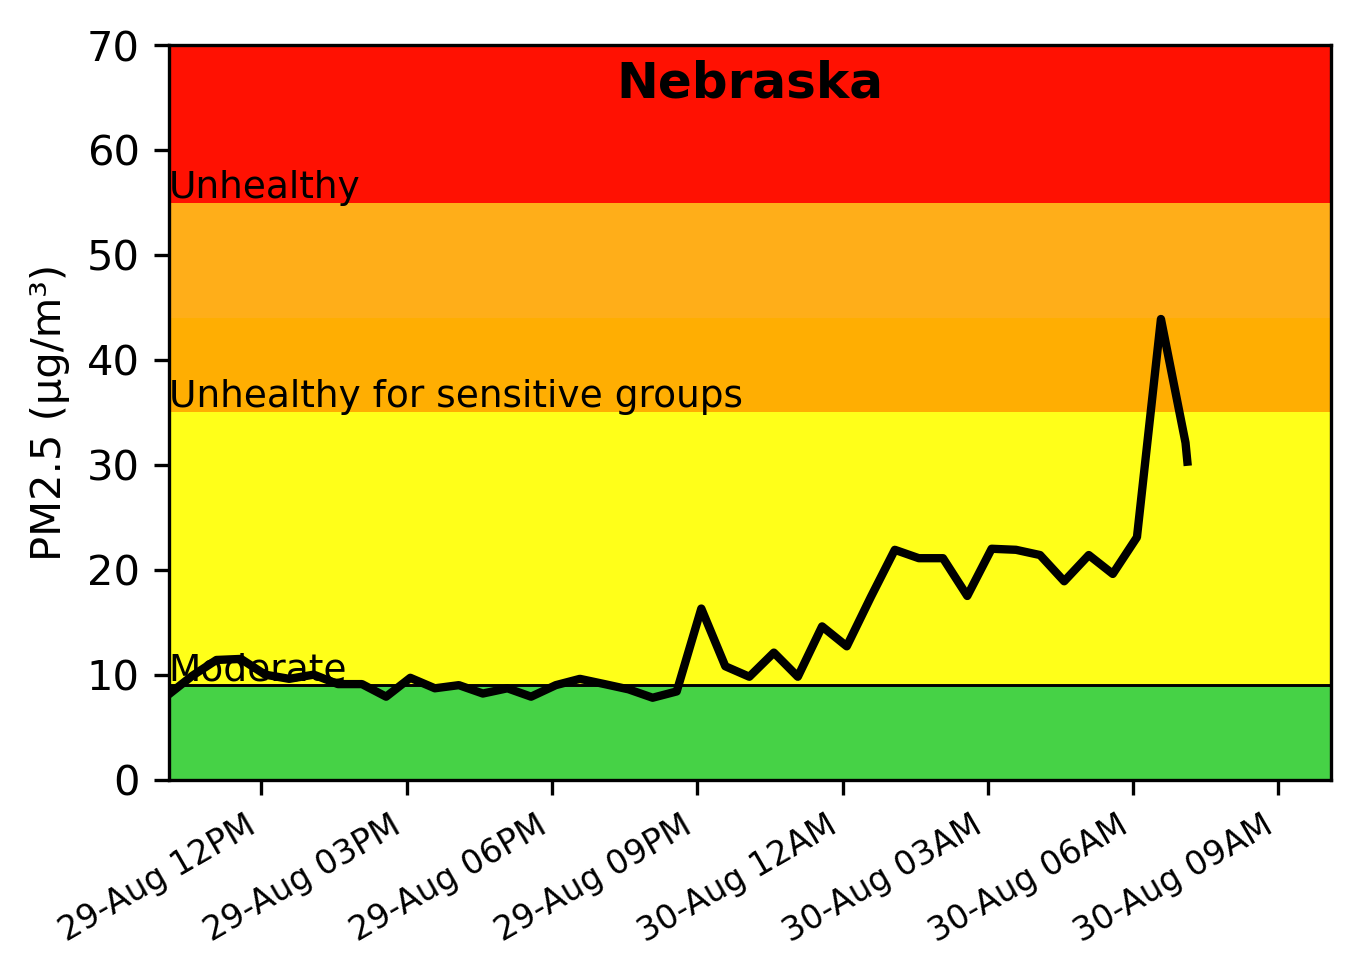 Nebraska
PM2.5 (µg/m³)
70
60
50
40
30
20
10
0
Unhealthy
Unhealthy for sensitive groups
Moderate
29-Aug 12PM
29-Aug 03PM
29-Aug 06PM
29-Aug 09PM
30-Aug 12AM
30-Aug 03AM
30-Aug 06AM
30-Aug 09AM